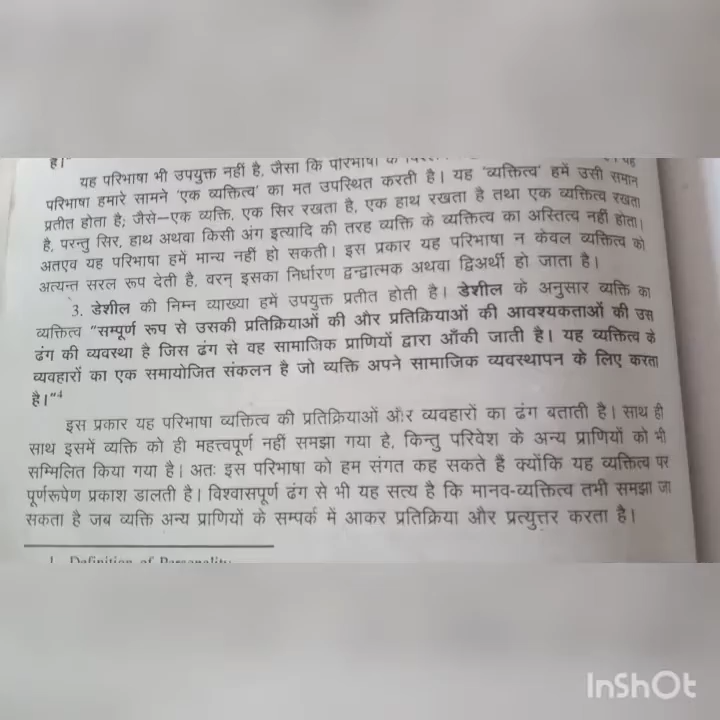 है।"
यह परिभाषा भी उपयुक्त नहीं है, जैसा कि परिभाषा के
परिभाषा हमारे सामने 'एक व्यक्तित्व' का मत उपस्थित करती है। यह 'व्यक्तित्व' हमें उसी समान
प्रतीत होता है; जैसे—एक व्यक्ति, एक सिर रखता है, एक हाथ रखता है तथा एक व्यक्तित्व रखता
है, परन्तु सिर, हाथ अथवा किसी अंग इत्यादि की तरह व्यक्ति के व्यक्तित्व का अस्तित्व नहीं होता।
अतएव यह परिभाषा हमें मान्य नहीं हो सकती। इस प्रकार यह परिभाषा न केवल व्यक्तित्व को
अत्यन्त सरल रूप देती है, वरन् इसका निर्धारण द्वन्द्वात्मक अथवा द्विअर्थी हो जाता है।
3. डेशील की निम्न व्याख्या हमें उपयुक्त प्रतीत होती है। डेशील के अनुसार व्यक्ति का
व्यक्तित्व "सम्पूर्ण रूप से उसकी प्रतिक्रियाओं की और प्रतिक्रियाओं की आवश्यकताओं की उस
ढंग की व्यवस्था है जिस ढंग से वह सामाजिक प्राणियों द्वारा आँकी जाती है। यह व्यक्तित्व के
व्यवहारों का एक समायोजित संकलन है जो व्यक्ति अपने सामाजिक व्यवस्थापन के लिए करता
है।"4
इस प्रकार यह परिभाषा व्यक्तित्व की प्रतिक्रियाओं और व्यवहारों का ढंग बताती है। साथ ही
साथ इसमें व्यक्ति को ही महत्त्वपूर्ण नहीं समझा गया है, किन्तु परिवेश के अन्य प्राणियों को भी
सम्मिलित किया गया है। अतः इस परिभाषा को हम संगत कह सकते हैं क्योंकि यह व्यक्तित्व पर
पूर्णरूपेण प्रकाश डालती है। विश्वासपूर्ण ढंग से भी यह सत्य है कि मानव-व्यक्तित्व तभी समझा जा
सकता है जब व्यक्ति अन्य प्राणियों के सम्पर्क में आकर प्रतिक्रिया और प्रत्युत्तर करता है।
1. Definition of Personality
InShOt